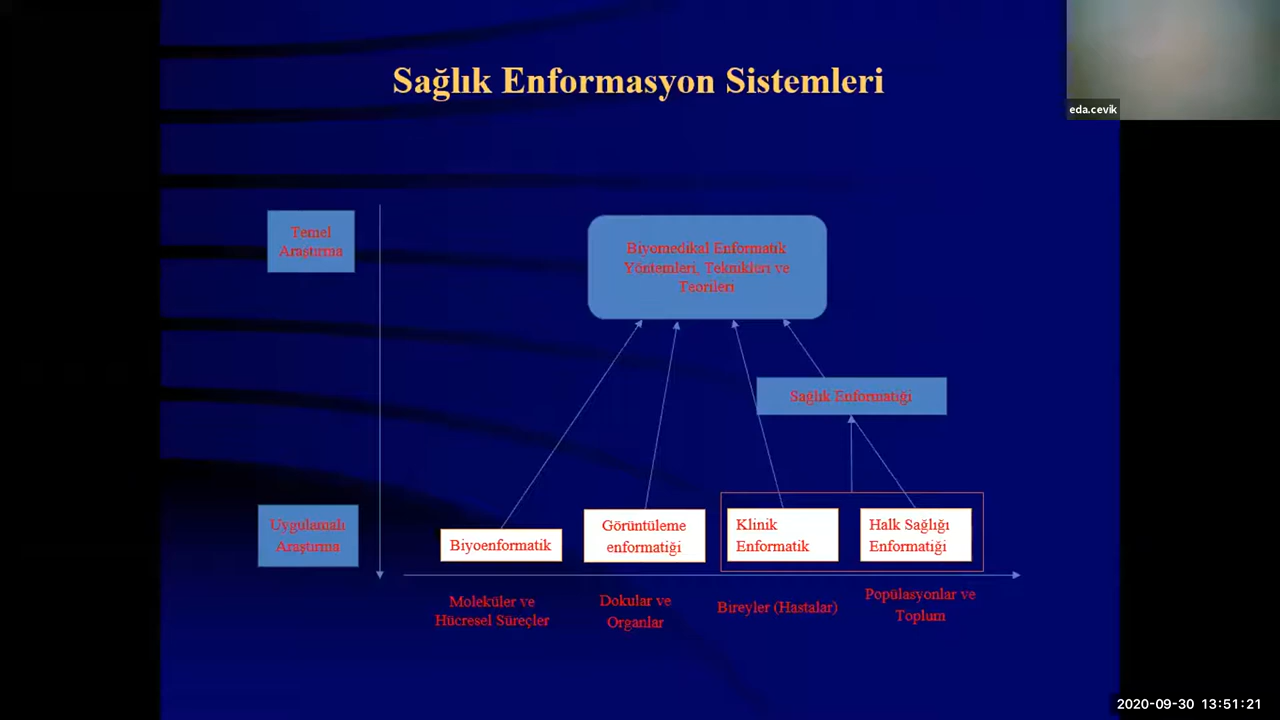 Sağlık Enformasyon Sistemleri
eda.cevik
Temel
Araştırma
Biyomedikal Enformatik
Yöntemleri, Teknikleri ve
Teorileri
Sağlık Enformatiği
Uygulamalı
Araştırma
Biyoenformatik
Görüntüleme
enformatiği
Klinik
Enformatik
Halk Sağlığı
Enformatiği
Moleküler ve
Hücresel Süreçler
Dokular ve
Organlar
Bireyler (Hastalar)
Popülasyonlar ve
Toplum
2020-09-30 13:51:21